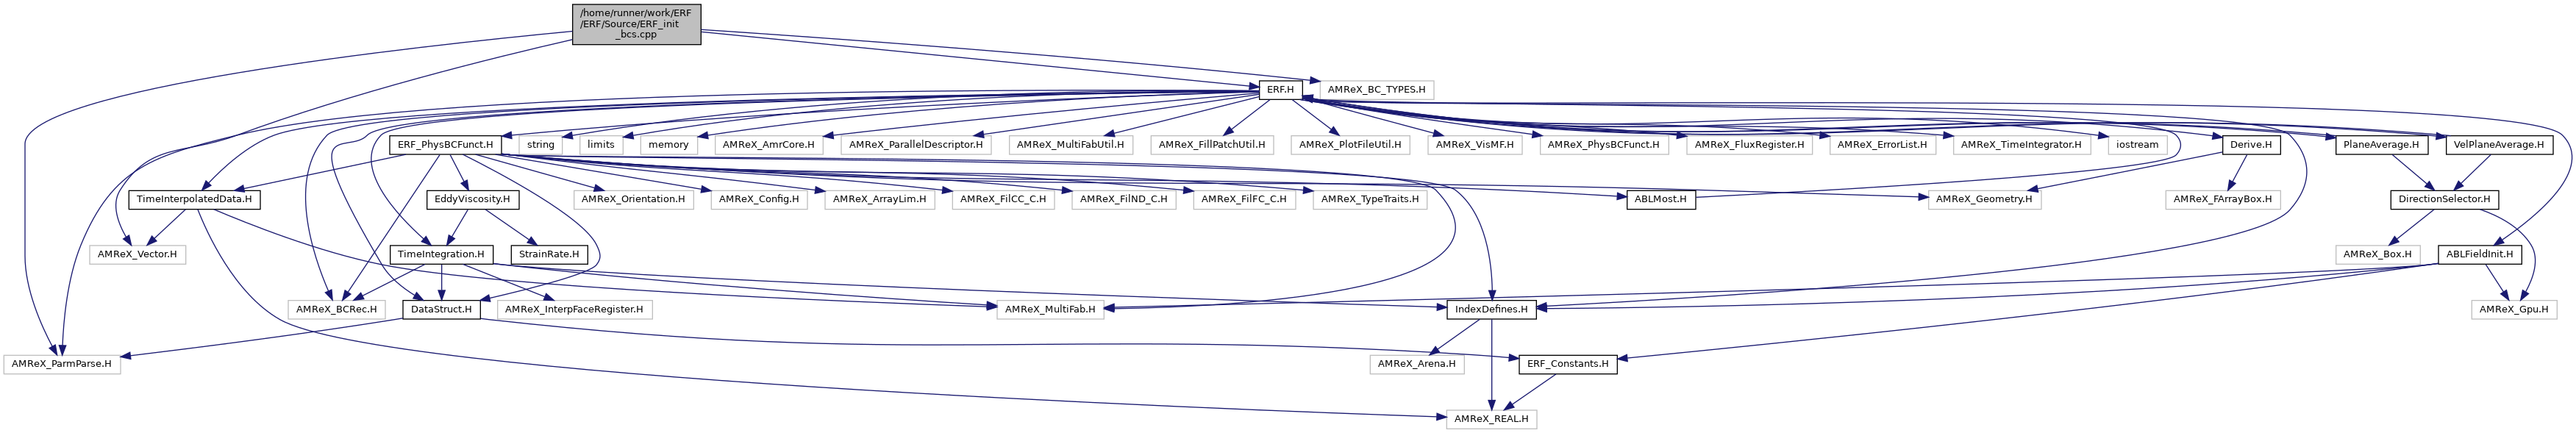 /home/runner/work/ERF
/ERF/Source/ERF_init
_bcs.cpp
ERF.H
AMReX_BC_TYPES.H
ERF_PhysBCFunct.H
string
limits
memory
AMReX_AmrCore.H
AMReX_ParallelDescriptor.H
AMReX_MultiFabUtil.H
AMReX_FillPatchUtil.H
AMReX_PlotFileUtil.H
AMReX_VisMF.H
AMReX_PhysBCFunct.H
AMReX_FluxRegister.H
AMReX_ErrorList.H
AMReX_TimeIntegrator.H
iostream
Derive.H
PlaneAverage.H
VelPlaneAverage.H
TimeInterpolatedData.H
EddyViscosity.H
AMReX_Orientation.H
AMReX_Config.H
AMReX_ArrayLim.H
AMReX_FilCC_C.H
AMReX_FilND_C.H
AMReX_FilFC_C.H
AMReX_TypeTraits.H
ABLMost.H
AMReX_Geometry.H
AMReX_FArrayBox.H
DirectionSelector.H
AMReX_Vector.H
TimeIntegration.H
StrainRate.H
AMReX_Box.H
ABLFieldInit.H
AMReX_BCRec.H
DataStruct.H
AMReX_InterpFaceRegister.H
AMReX_MultiFab.H
IndexDefines.H
AMReX_Gpu.H
AMReX_ParmParse.H
AMReX_Arena.H
ERF_Constants.H
AMReX_REAL.H